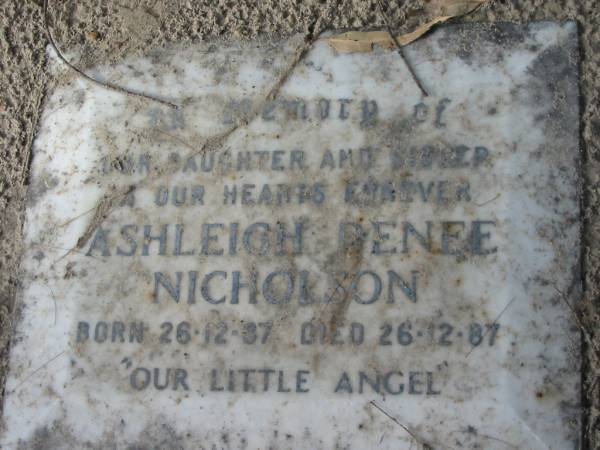 In Memory of
OUR DAUGHTER AND SISTER
IN OUR HEARTS FOREVER
ASHLEIGH RENEE
NICHOLSON
BORN 26-12-87 DIED 26-12-87
"OUR LITTLE ANGEL"